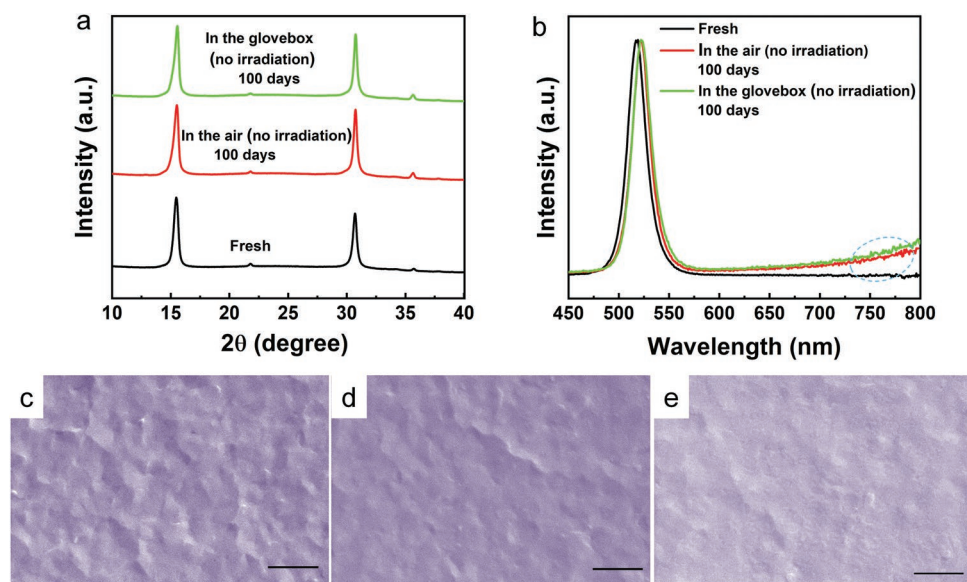 a
In the glovebox
(no irradiation)
100 days
In the air (no irradiation)
100 days
Fresh
Intensity (a.u.)
10 15 20 25 30 35 40
2θ (degree)
b
Fresh
In the air (no irradiation)
100 days
In the glovebox (no irradiation)
100 days
Intensity (a.u.)
450 500 550 600 650 700 750 800
Wavelength (nm)
c
d
e